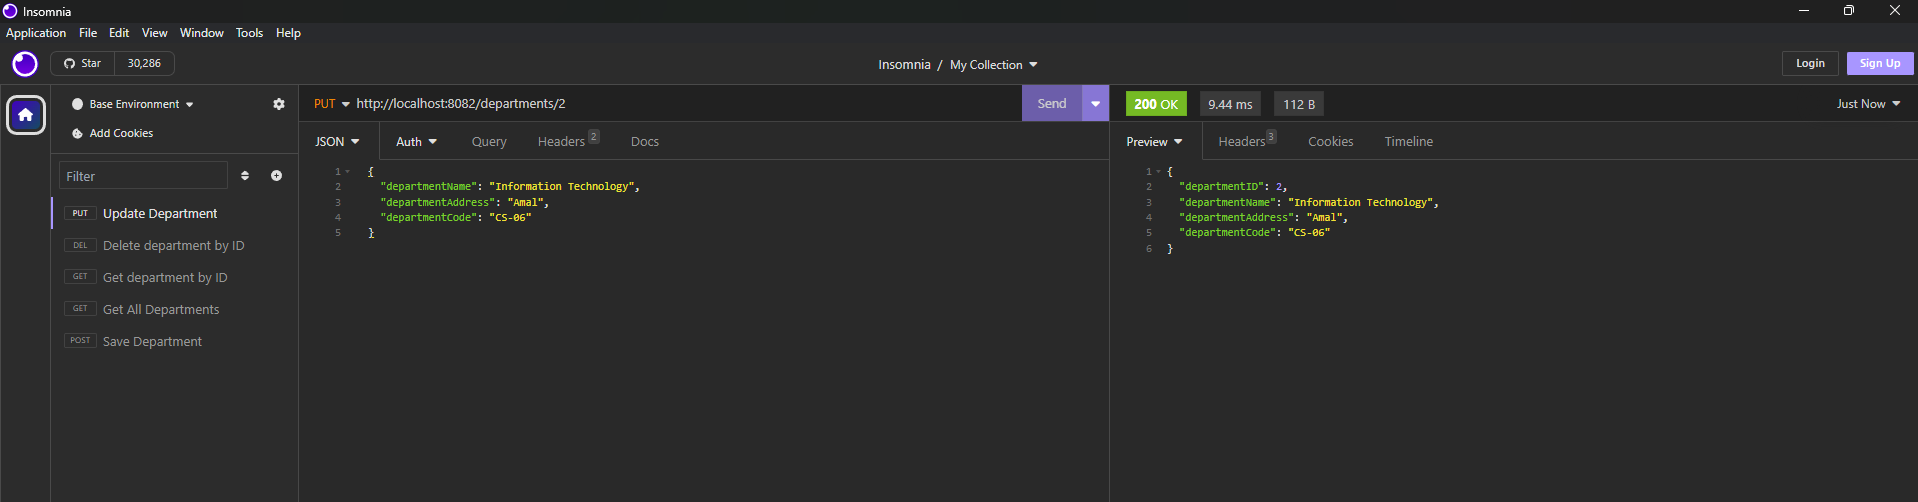 Insomnia
Application File Edit View Window Tools Help
Star 30,286
Insomnia / My Collection
Login Sign Up
Base Environment
Add Cookies
Filter
PUT Update Department
DEL Delete department by ID
GET Get department by ID
GET Get All Departments
POST Save Department
PUT http://localhost:8082/departments/2 Send
JSON Auth Query Headers 2 Docs
1 {
2 "departmentName": "Information Technology",
3 "departmentAddress": "Amal",
4 "departmentCode": "CS-06"
5 }
200 OK 9.44 ms 112 B Just Now
Preview Headers 3 Cookies Timeline
1 {
2 "departmentID": 2,
3 "departmentName": "Information Technology",
4 "departmentAddress": "Amal",
5 "departmentCode": "CS-06"
6 }